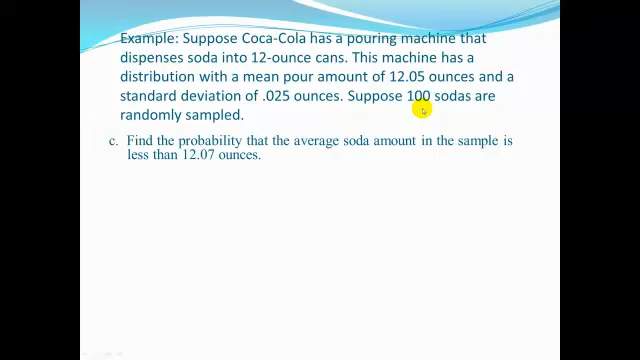 Example: Suppose Coca-Cola has a pouring machine that
dispenses soda into 12-ounce cans. This machine has a
distribution with a mean pour amount of 12.05 ounces and a
standard deviation of .025 ounces. Suppose 100 sodas are
randomly sampled.
c. Find the probability that the average soda amount in the sample is
less than 12.07 ounces.